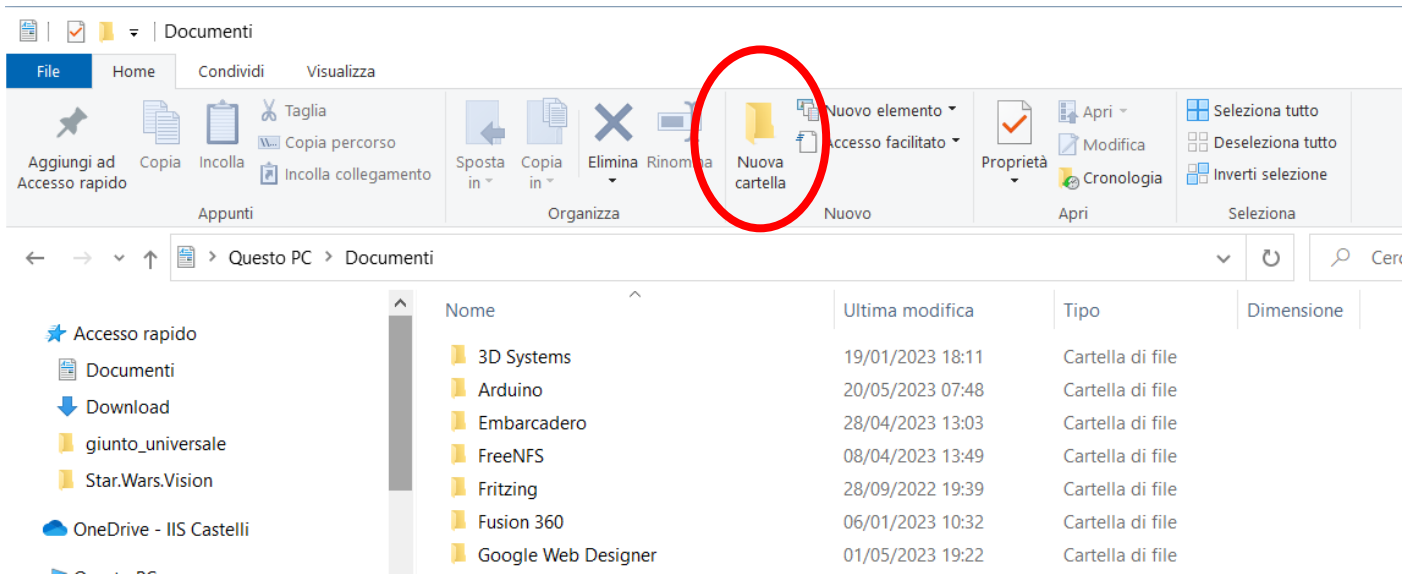 Documenti
File Home Condividi Visualizza
Aggiungi ad
Accesso rapido
Copia
Incolla
Taglia
Copia percorso
Incolla collegamento
Appunti
Sposta
in
Copia
in
Elimina
Rinomina
Organizza
Nuova
cartella
Nuovo elemento
Accesso facilitato
Nuovo
Proprietà
Apri
Modifica
Cronologia
Apri
Seleziona tutto
Deseleziona tutto
Inverti selezione
Seleziona
Questo PC > Documenti
Nome Ultima modifica Tipo Dimensione
Accesso rapido
Documenti
Download
giunto_universale
Star.Wars.Vision
OneDrive - IIS Castelli
3D Systems 19/01/2023 18:11 Cartella di file
Arduino 20/05/2023 07:48 Cartella di file
Embarcadero 28/04/2023 13:03 Cartella di file
FreeNFS 08/04/2023 13:49 Cartella di file
Fritzing 28/09/2022 19:39 Cartella di file
Fusion 360 06/01/2023 10:32 Cartella di file
Google Web Designer 01/05/2023 19:22 Cartella di file